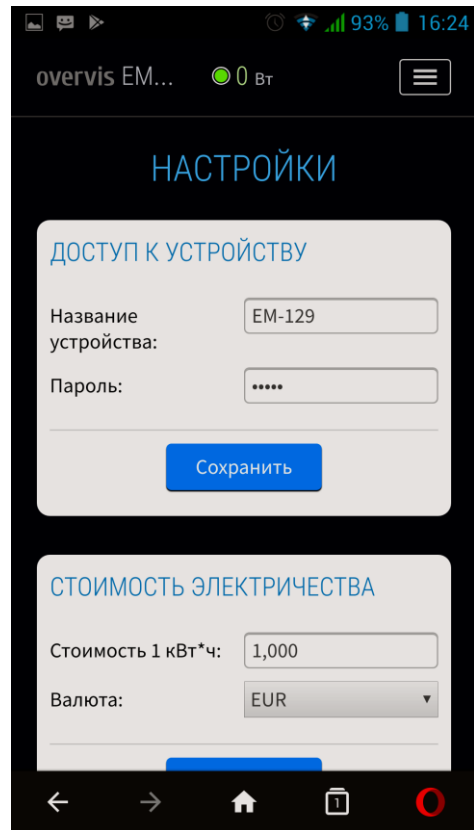 93% 16:24
overvis EM... 0 Вт
НАСТРОЙКИ
ДОСТУП К УСТРОЙСТВУ
Название устройства: EM-129
Пароль: •••••
Сохранить
СТОИМОСТЬ ЭЛЕКТРИЧЕСТВА
Стоимость 1 кВт*ч: 1,000
Валюта: EUR
1